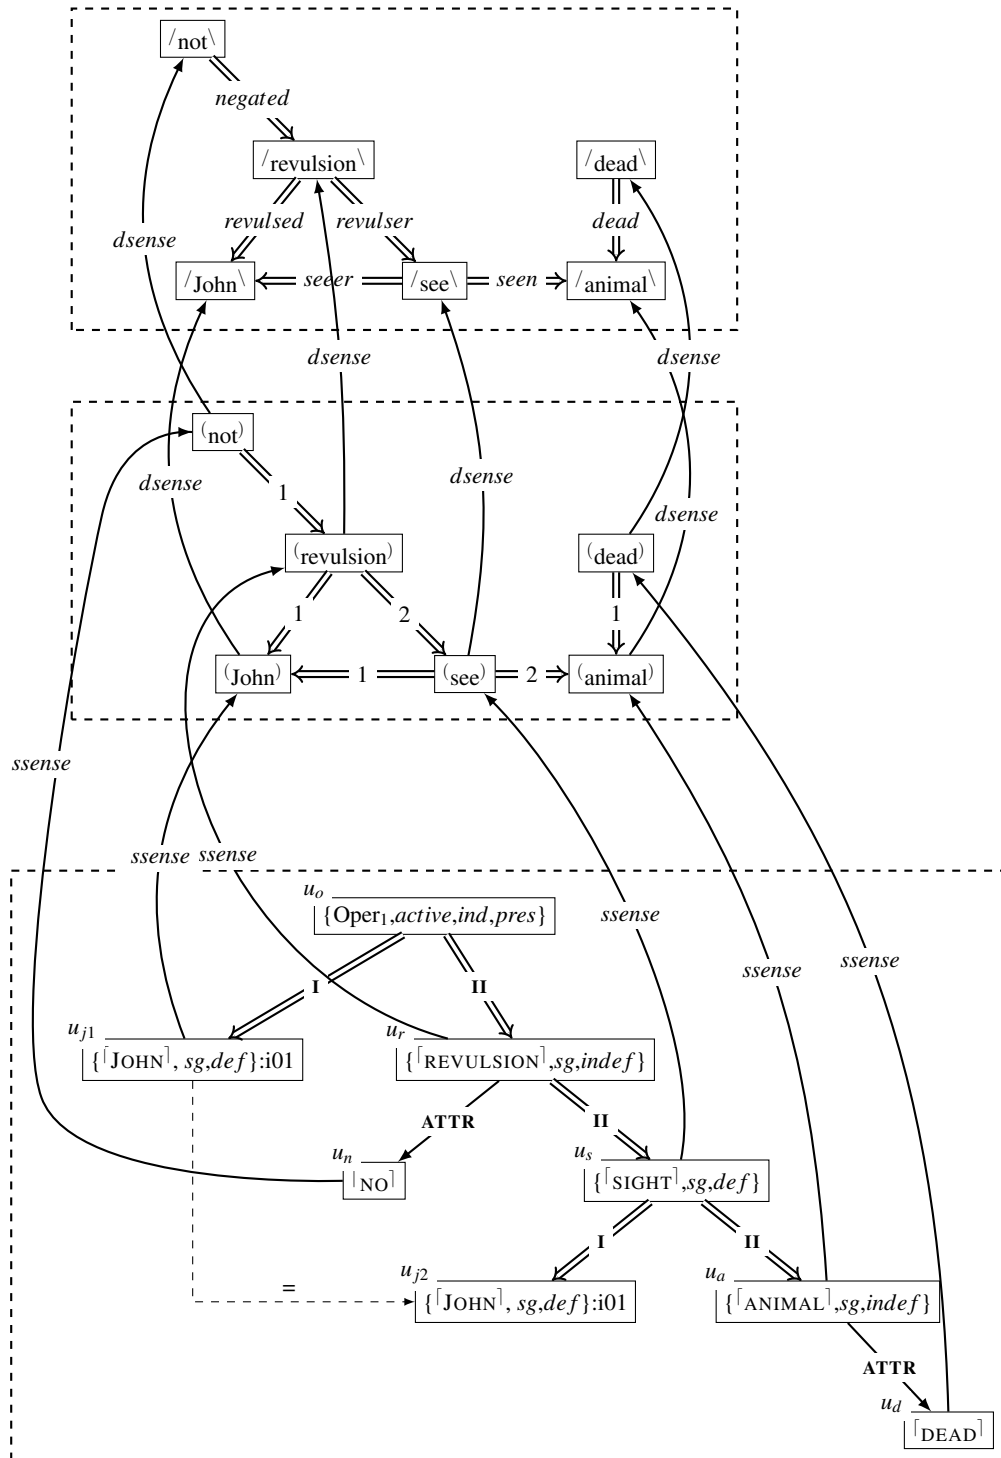 /not\
negated
/revulsion\ /dead\
revulsed revulser dead
dsense
/John\ seeer /see\ seen /animal\
dsense dsense
(not)
dsense dsense
1
dsense
(revulsion) (dead)
1 2 1
(John) 1 (see) 2 (animal)
ssense
ssense ssense
u_o
{Oper₁,active,ind,pres}
ssense
ssense ssense
I II
u_j1 u_r
{⌈JOHN⌉, sg,def}:i01 {⌈REVULSION⌉,sg,indef}
ATTR II
u_n u_s
⌈NO⌉ {⌈SIGHT⌉,sg,def}
I II
u_j2 u_a
=
{⌈JOHN⌉, sg,def}:i01 {⌈ANIMAL⌉,sg,indef}
ATTR
u_d
⌈DEAD⌉